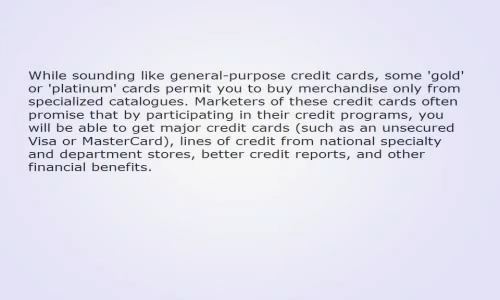 While sounding like general-purpose credit cards, some 'gold'
or 'platinum' cards permit you to buy merchandise only from
specialized catalogues. Marketers of these credit cards often
promise that by participating in their credit programs, you
will be able to get major credit cards (such as an unsecured
Visa or MasterCard), lines of credit from national specialty
and department stores, better credit reports, and other
financial benefits.